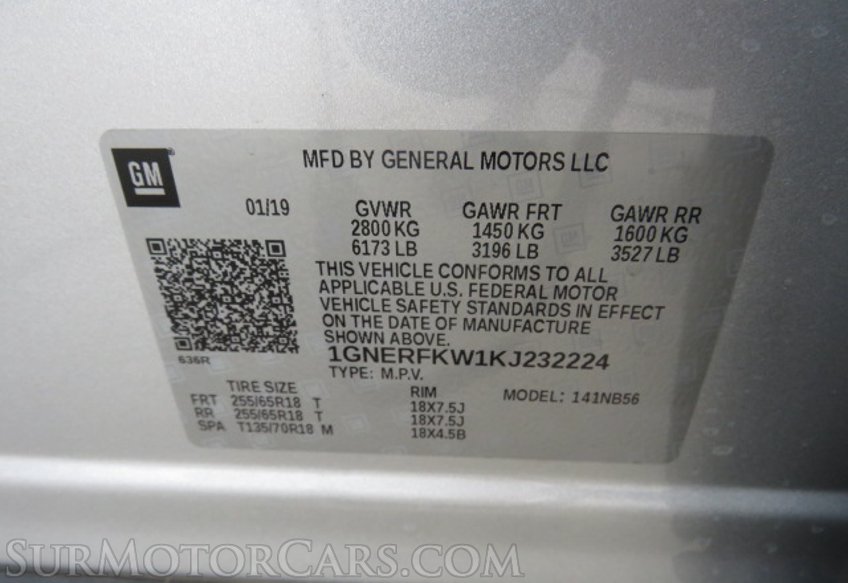 GM
MFD BY GENERAL MOTORS LLC
01/19 GVWR GAWR FRT GAWR RR
2800 KG 1450 KG 1600 KG
6173 LB 3196 LB 3527 LB
THIS VEHICLE CONFORMS TO ALL
APPLICABLE U.S. FEDERAL MOTOR
VEHICLE SAFETY STANDARDS IN EFFECT
ON THE DATE OF MANUFACTURE
SHOWN ABOVE.
636R
1GNERFKW1KJ232224
TYPE: M.P.V.
TIRE SIZE RIM MODEL: 141NB56
FRT 255/65R18 T 18X7.5J
RR 255/65R18 T 18X7.5J
SPA T135/70R18 M 18X4.5B
SURMOTORCARS.COM